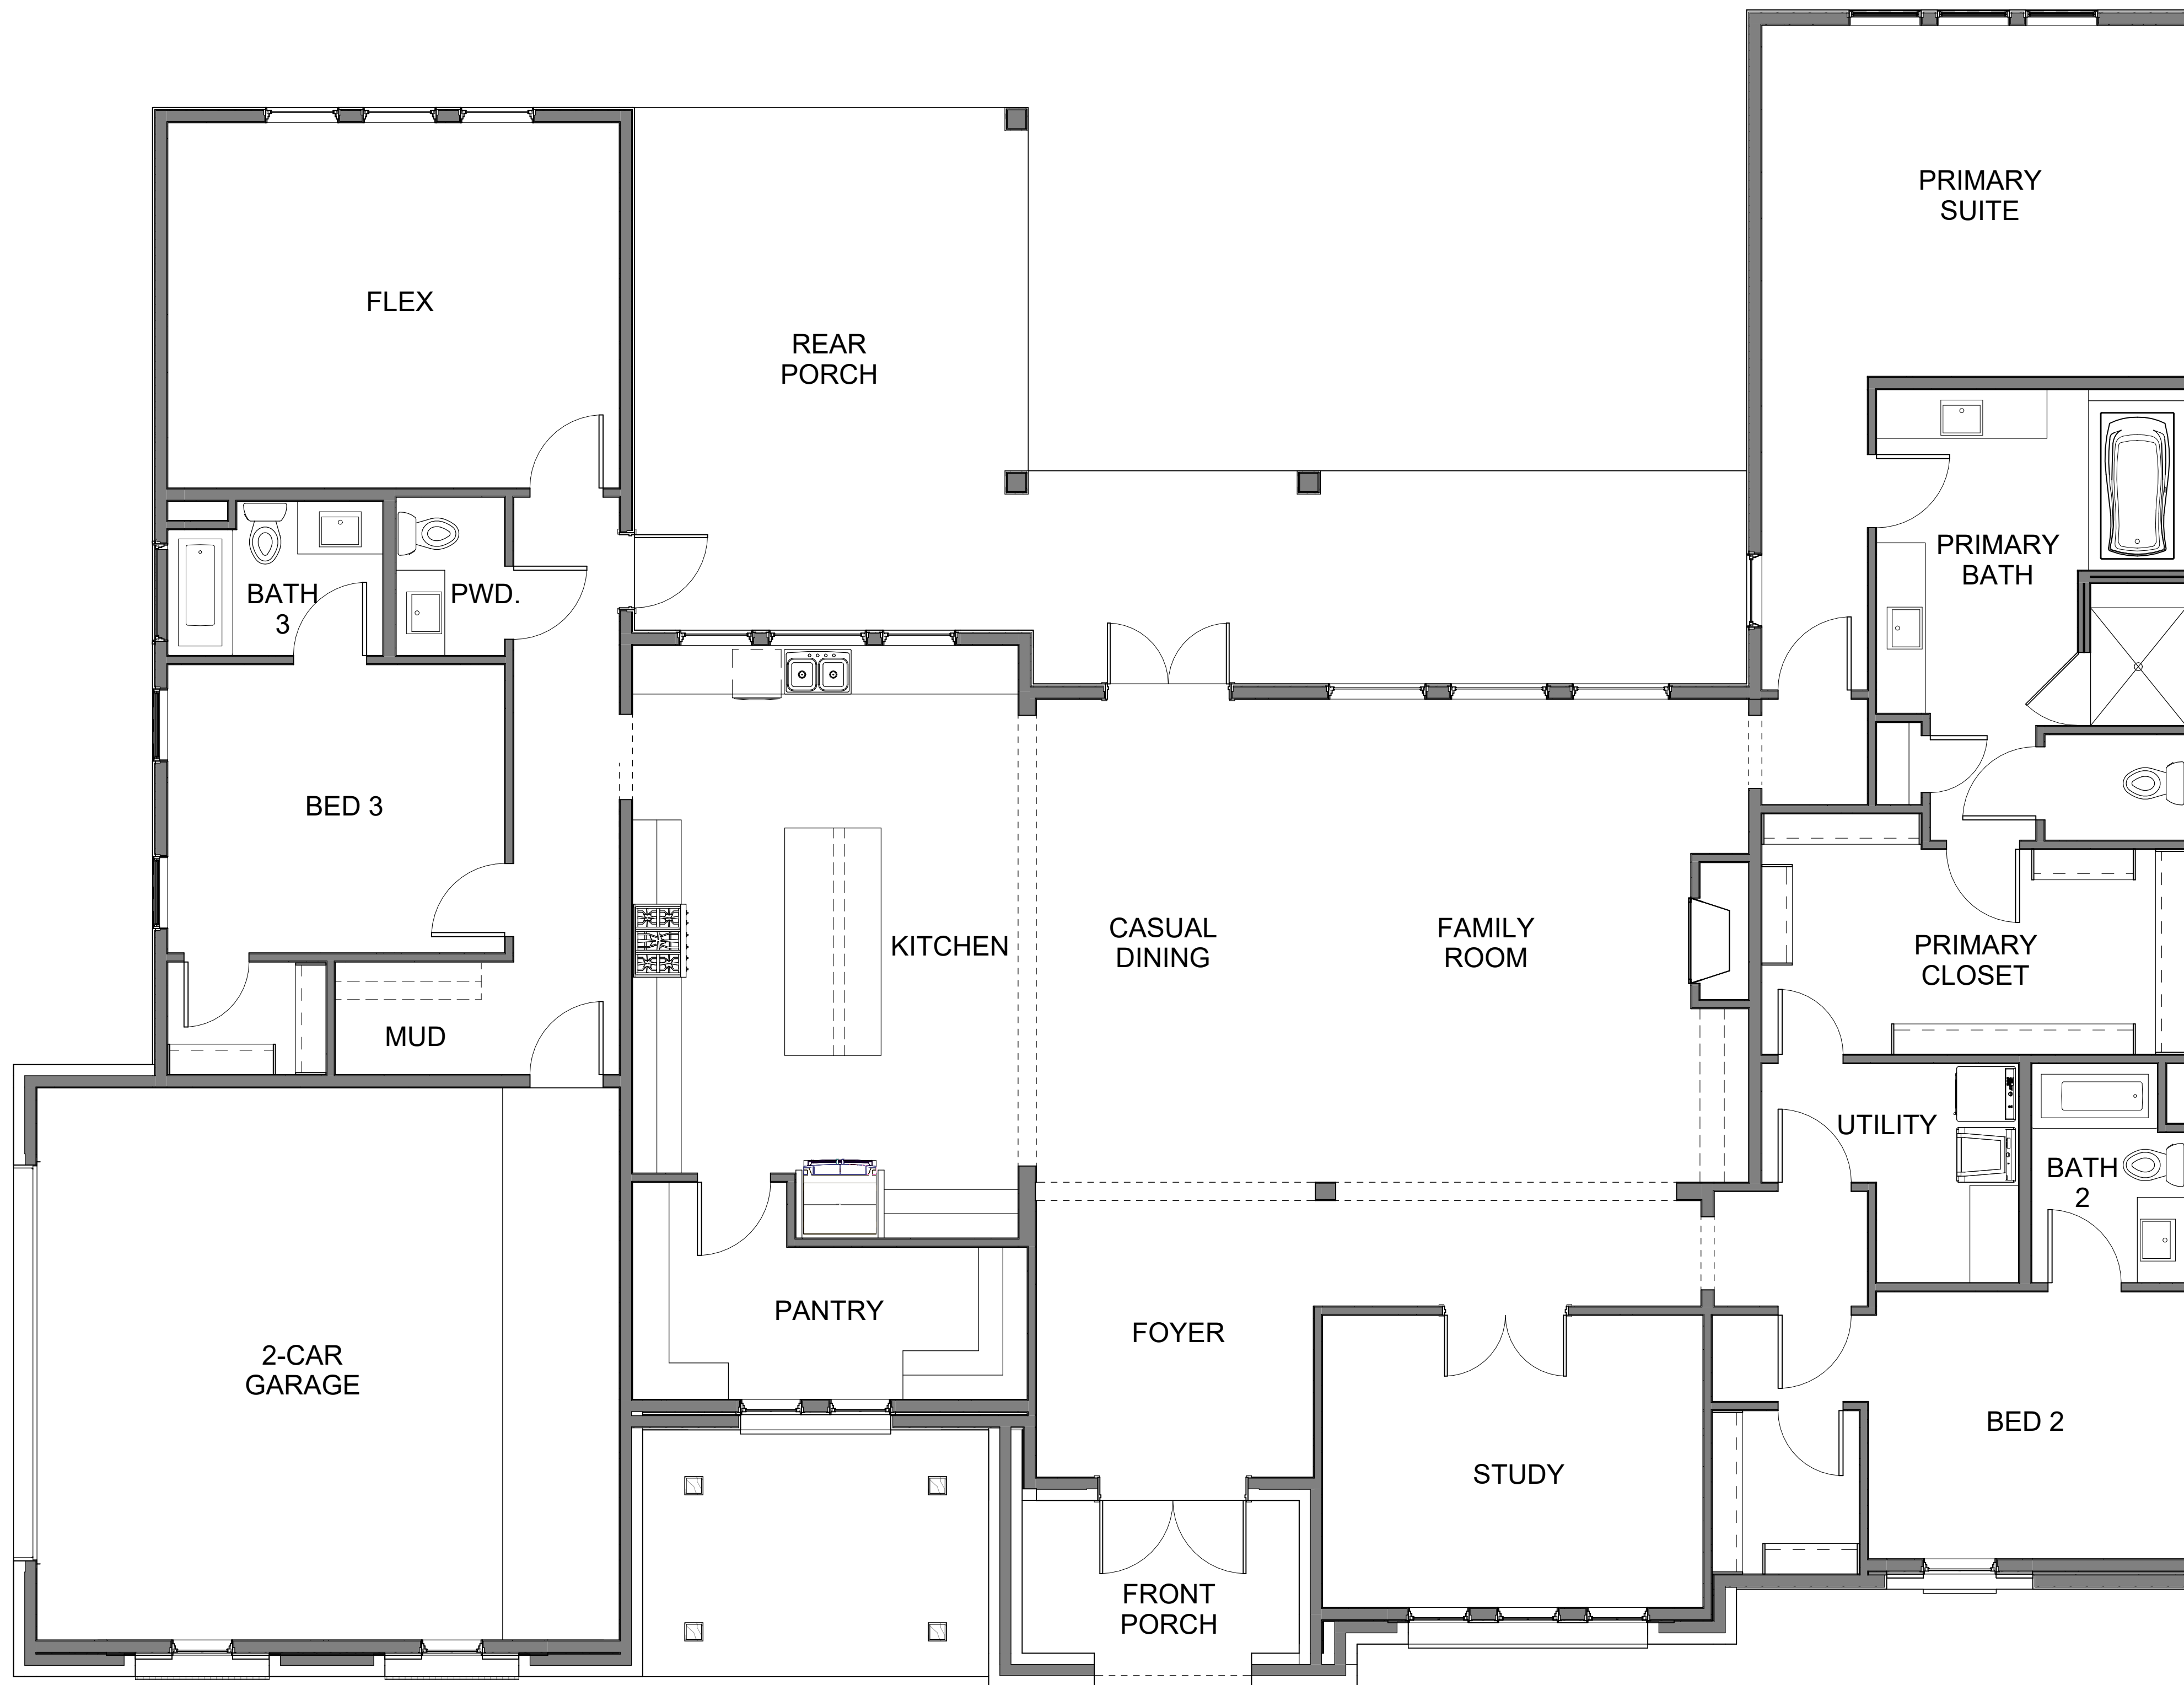 PRIMARY
SUITE
FLEX
REAR
PORCH
PRIMARY
BATH
BATH
3
PWD.
BED 3
KITCHEN
CASUAL
DINING
FAMILY
ROOM
PRIMARY
CLOSET
MUD
UTILITY
BATH
2
PANTRY
FOYER
2-CAR
GARAGE
BED 2
STUDY
FRONT
PORCH